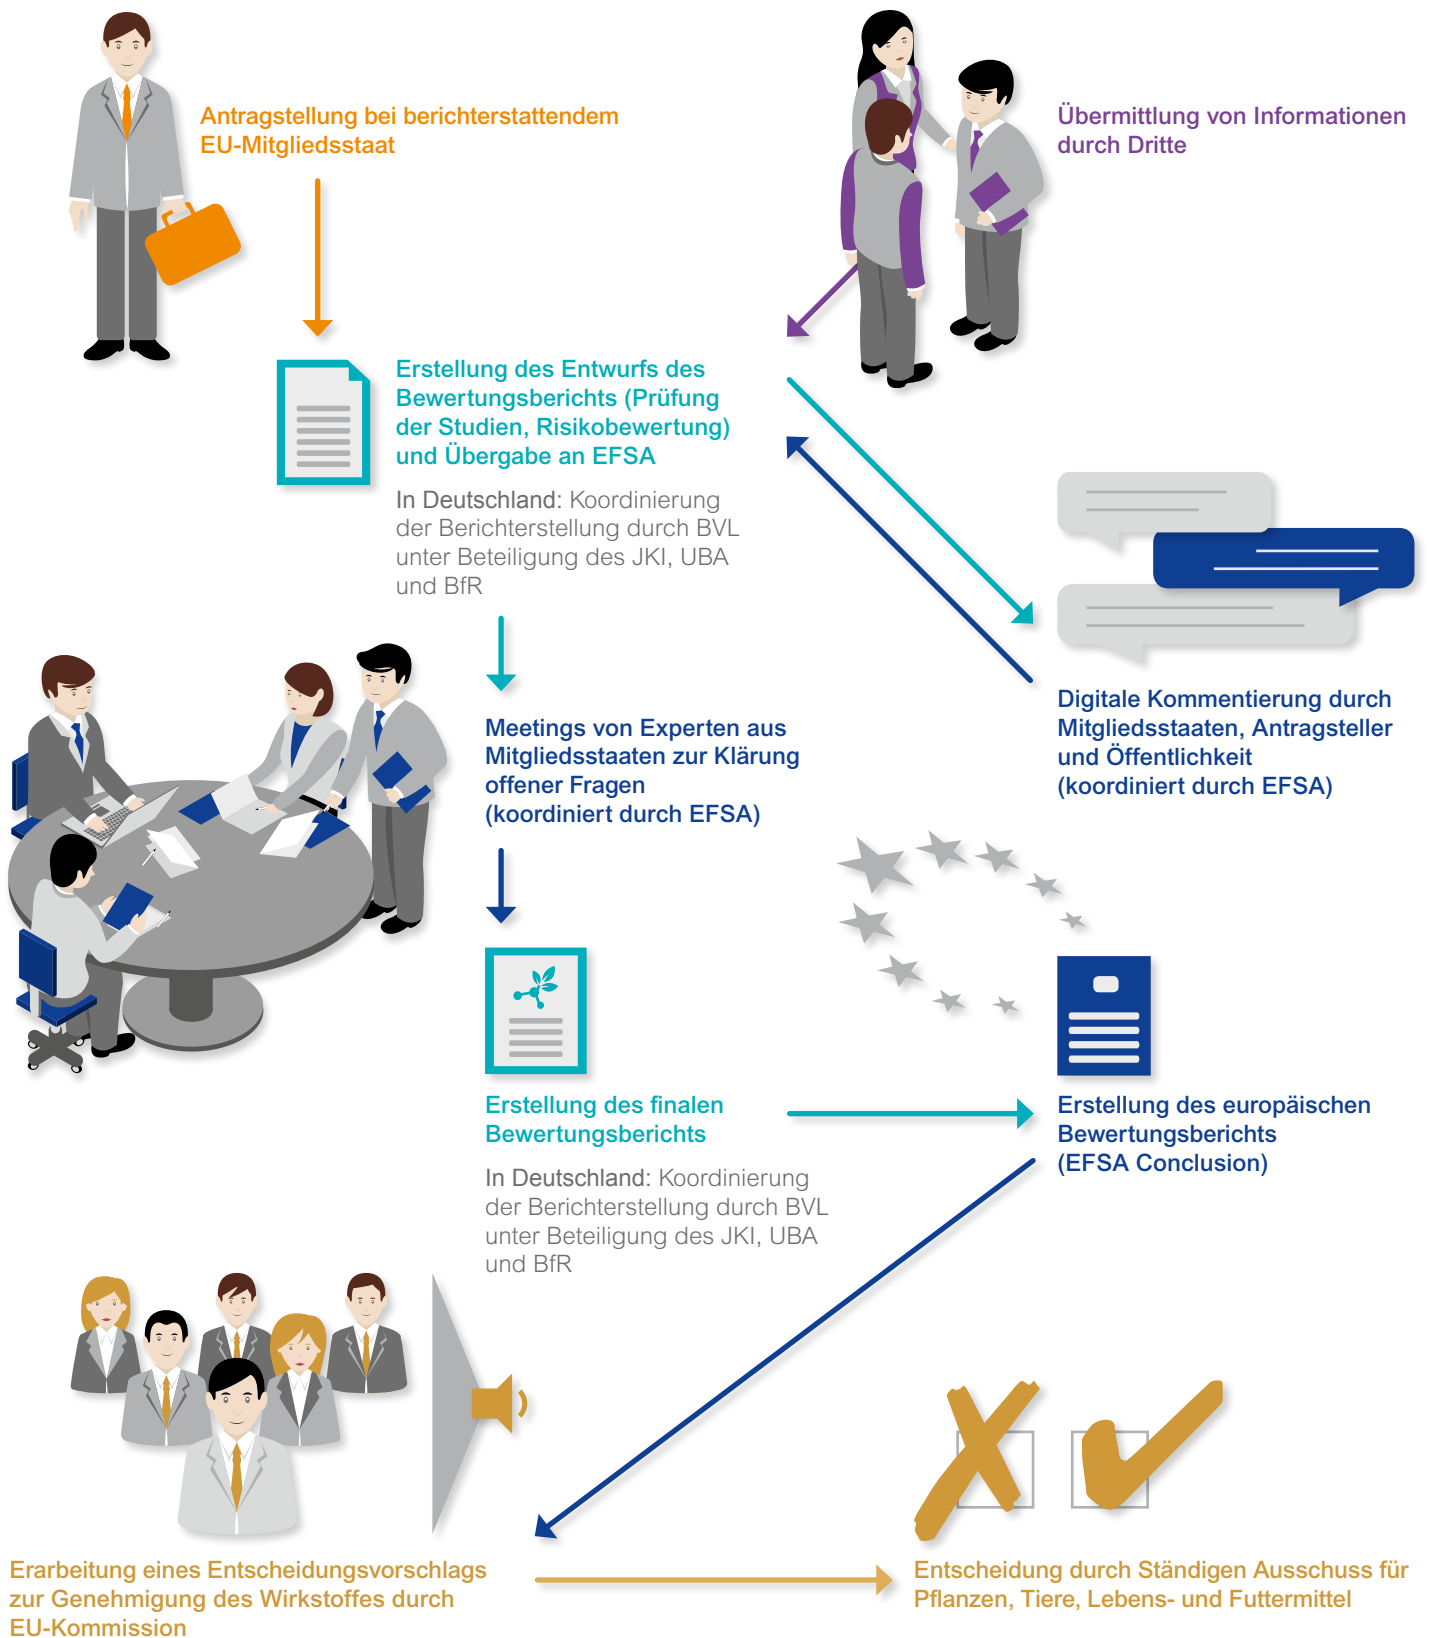 Antragstellung bei berichterstattendem
EU-Mitgliedsstaat
Übermittlung von Informationen
durch Dritte
Erstellung des Entwurfs des
Bewertungsberichts (Prüfung
der Studien, Risikobewertung)
und Übergabe an EFSA
In Deutschland: Koordinierung
der Berichterstellung durch BVL
unter Beteiligung des JKI, UBA
und BfR
Digitale Kommentierung durch
Mitgliedsstaaten, Antragsteller
und Öffentlichkeit
(koordiniert durch EFSA)
Meetings von Experten aus
Mitgliedsstaaten zur Klärung
offener Fragen
(koordiniert durch EFSA)
Erstellung des finalen
Bewertungsberichts
In Deutschland: Koordinierung
der Berichterstellung durch BVL
unter Beteiligung des JKI, UBA
und BfR
Erstellung des europäischen
Bewertungsberichts
(EFSA Conclusion)
Erarbeitung eines Entscheidungsvorschlags
zur Genehmigung des Wirkstoffes durch
EU-Kommission
Entscheidung durch Ständigen Ausschuss für
Pflanzen, Tiere, Lebens- und Futtermittel